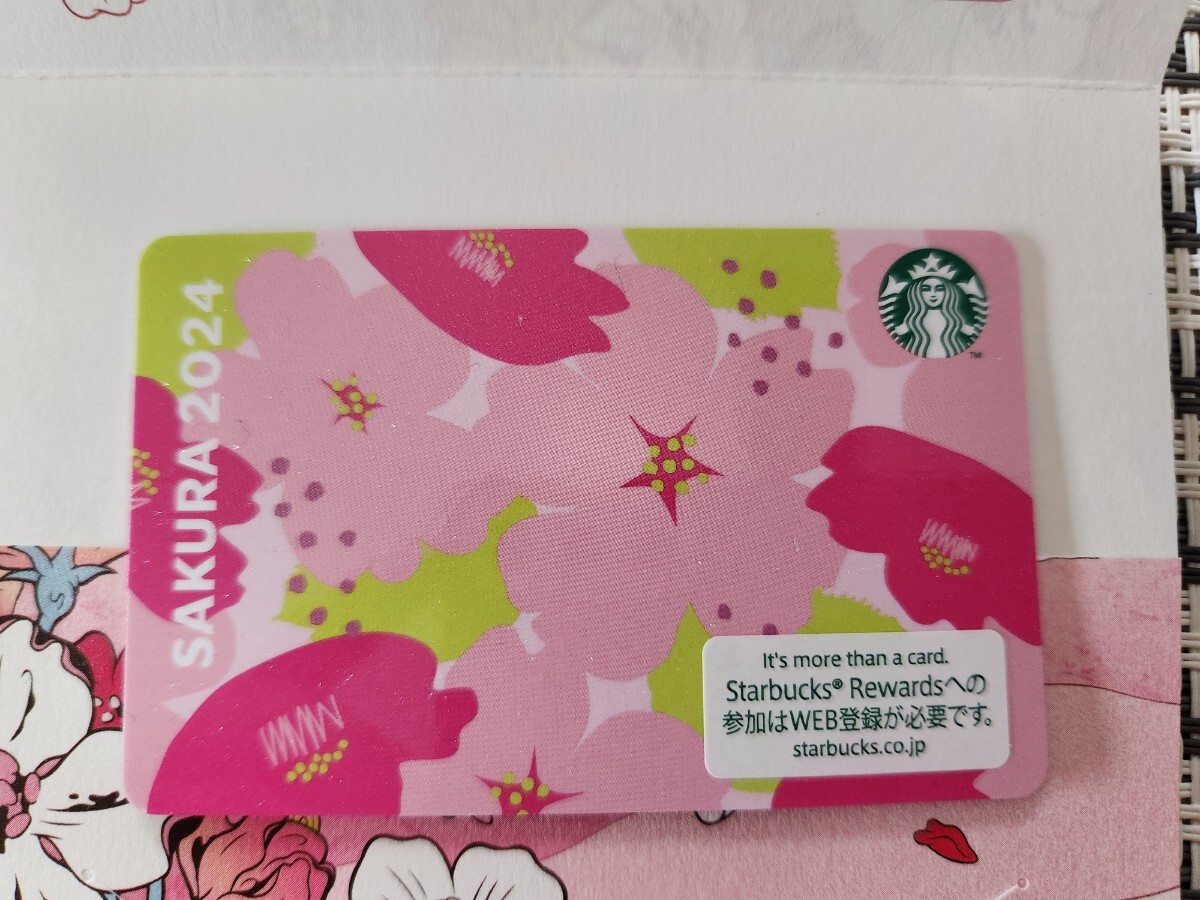 SAKURA 2024
TM
It's more than a card.
Starbucks® Rewardsへの
参加はWEB登録が必要です。
starbucks.co.jp